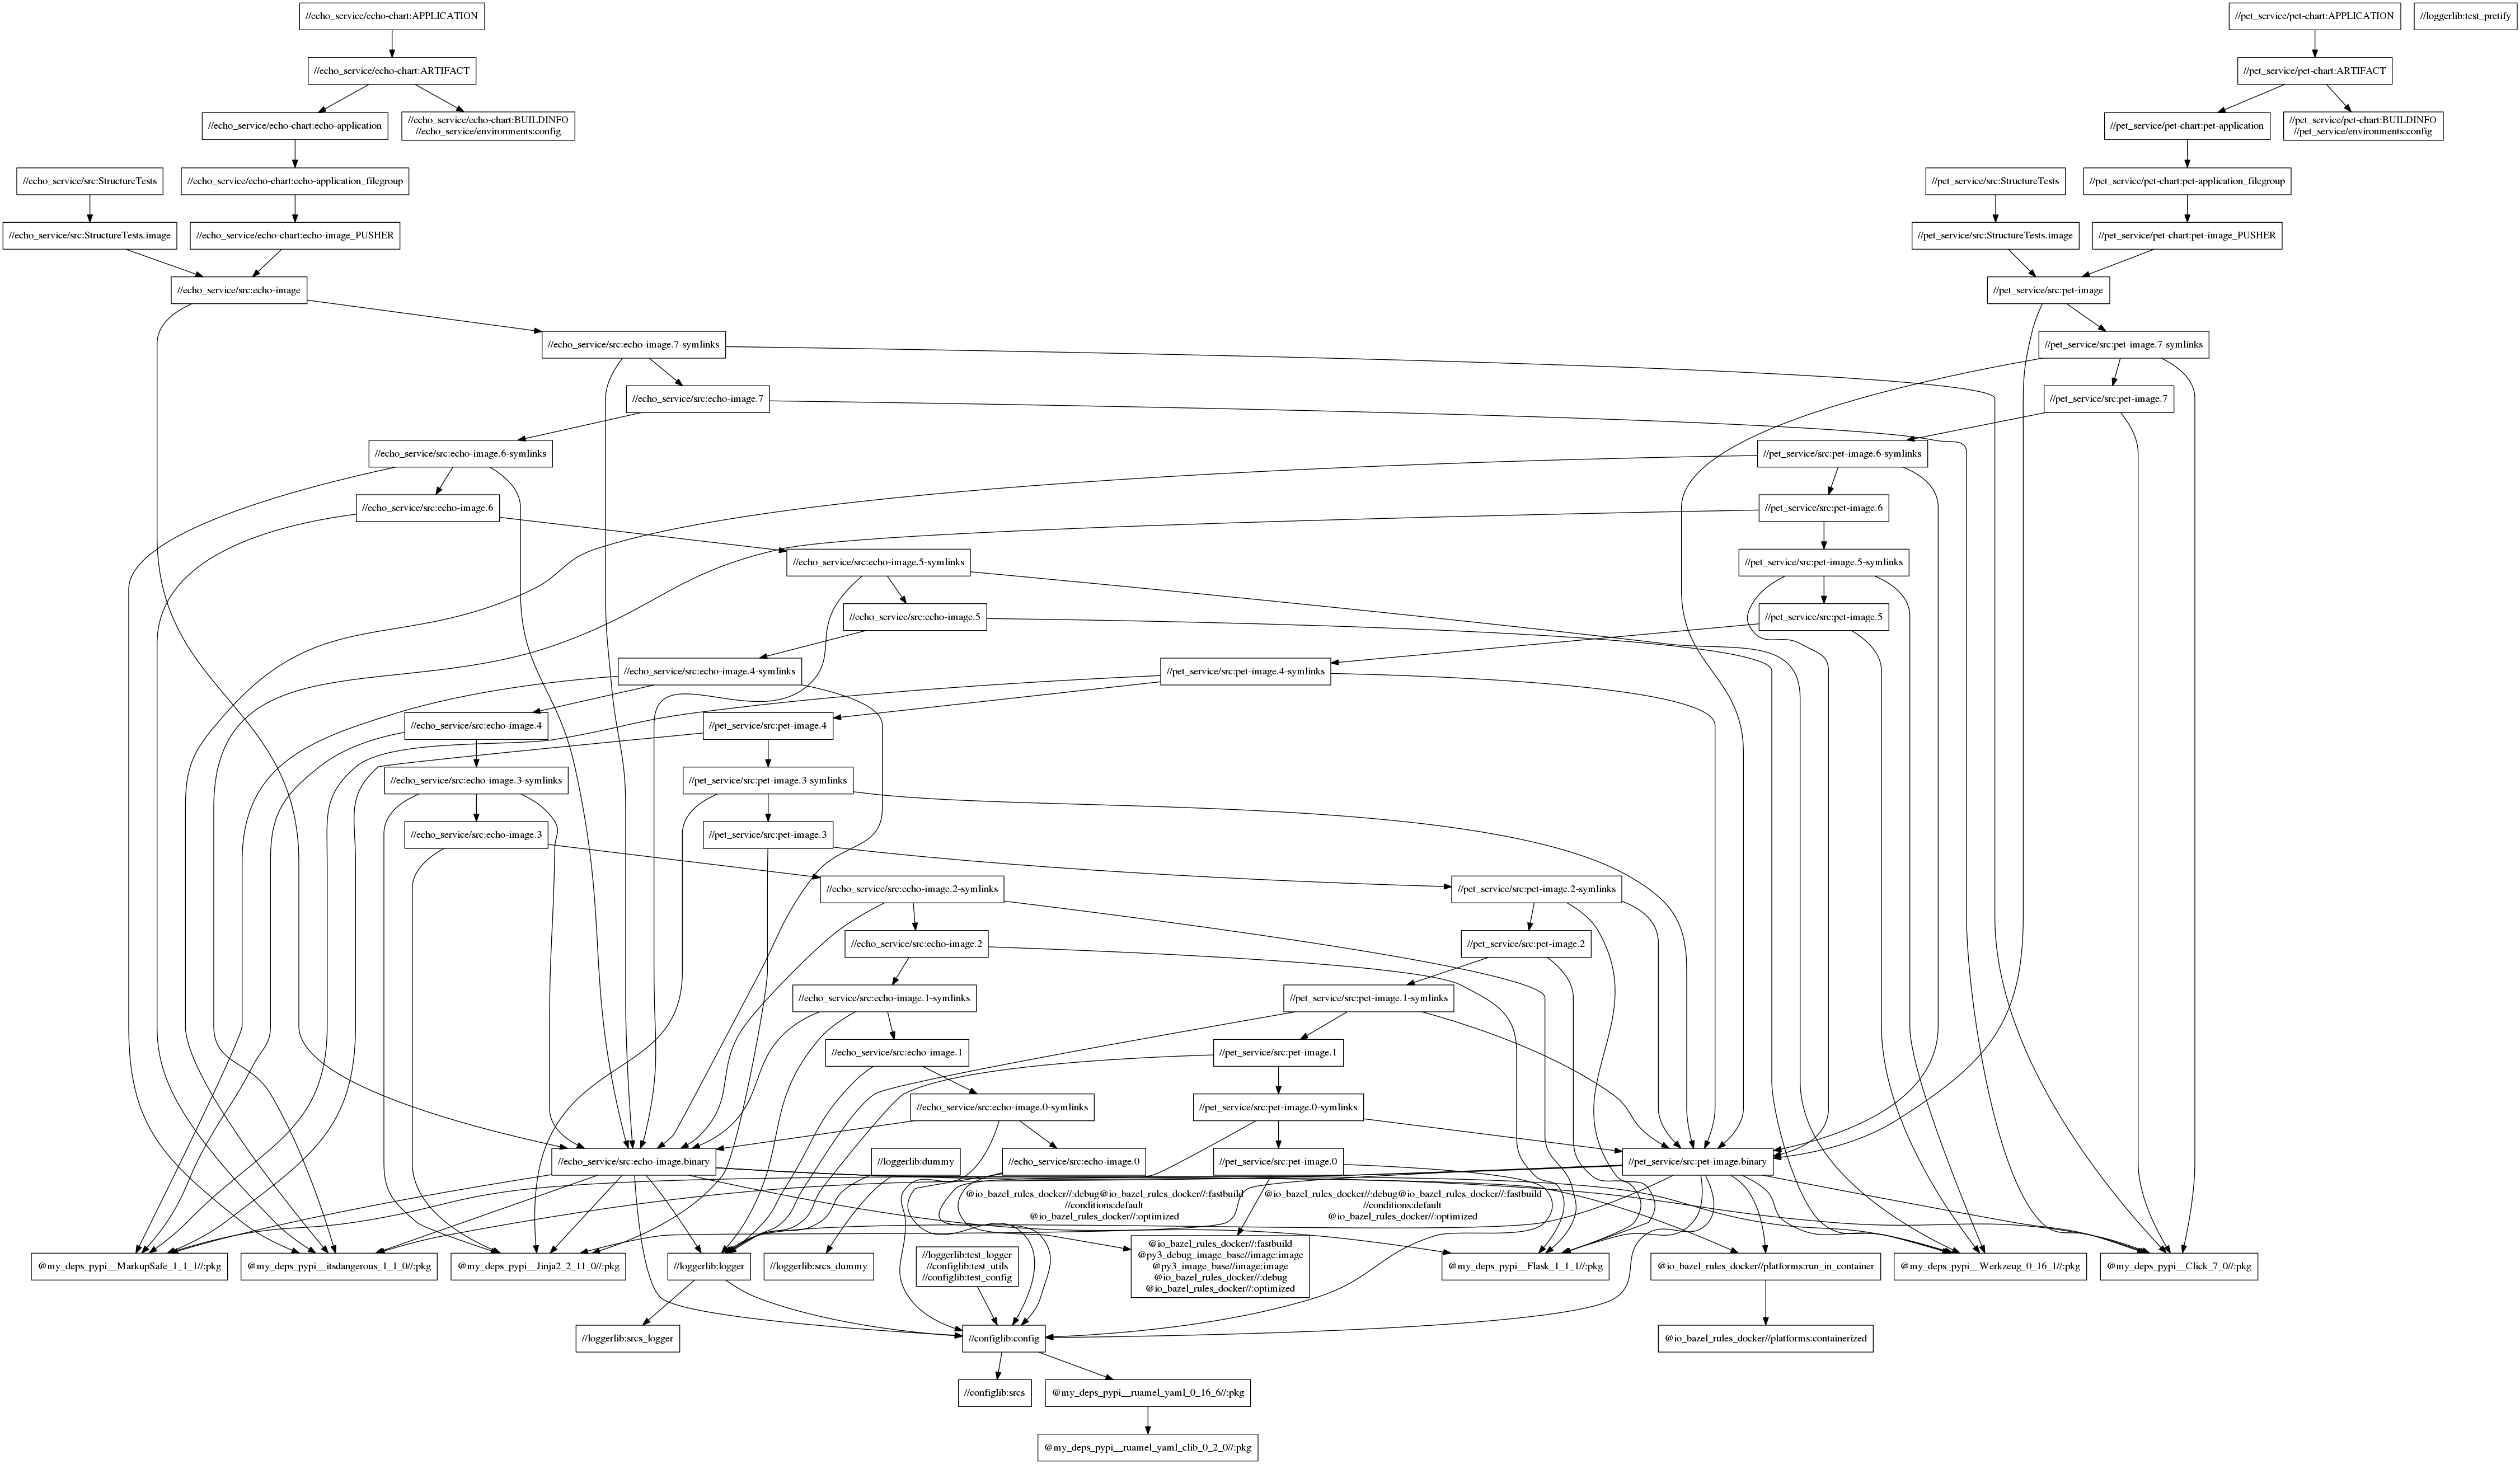 //echo_service/echo-chart:APPLICATION
//pet_service/pet-chart:APPLICATION
//loggerlib:test_pretify
//echo_service/echo-chart:ARTIFACT
//pet_service/pet-chart:ARTIFACT
//echo_service/echo-chart:echo-application
//echo_service/echo-chart:BUILDINFO
//echo_service/environments:config
//pet_service/pet-chart:pet-application
//pet_service/pet-chart:BUILDINFO
//pet_service/environments:config
//echo_service/src:StructureTests
//echo_service/echo-chart:echo-application_filegroup
//pet_service/src:StructureTests
//pet_service/pet-chart:pet-application_filegroup
//echo_service/src:StructureTests.image
//echo_service/echo-chart:echo-image_PUSHER
//pet_service/src:StructureTests.image
//pet_service/pet-chart:pet-image_PUSHER
//echo_service/src:echo-image
//pet_service/src:pet-image
//echo_service/src:echo-image.7-symlinks
//pet_service/src:pet-image.7-symlinks
//echo_service/src:echo-image.7
//pet_service/src:pet-image.7
//echo_service/src:echo-image.6-symlinks
//pet_service/src:pet-image.6-symlinks
//echo_service/src:echo-image.6
//pet_service/src:pet-image.6
//echo_service/src:echo-image.5-symlinks
//pet_service/src:pet-image.5-symlinks
//echo_service/src:echo-image.5
//pet_service/src:pet-image.5
//echo_service/src:echo-image.4-symlinks
//pet_service/src:pet-image.4-symlinks
//echo_service/src:echo-image.4
//pet_service/src:pet-image.4
//echo_service/src:echo-image.3-symlinks
//pet_service/src:pet-image.3-symlinks
//echo_service/src:echo-image.3
//pet_service/src:pet-image.3
//echo_service/src:echo-image.2-symlinks
//pet_service/src:pet-image.2-symlinks
//echo_service/src:echo-image.2
//pet_service/src:pet-image.2
//echo_service/src:echo-image.1-symlinks
//pet_service/src:pet-image.1-symlinks
//echo_service/src:echo-image.1
//pet_service/src:pet-image.1
//echo_service/src:echo-image.0-symlinks
//pet_service/src:pet-image.0-symlinks
//echo_service/src:echo-image.binary
//loggerlib:dummy
//echo_service/src:echo-image.0
//pet_service/src:pet-image.0
//pet_service/src:pet-image.binary
@io_bazel_rules_docker//:debug@io_bazel_rules_docker//:fastbuild
//conditions:default
@io_bazel_rules_docker//:optimized
@io_bazel_rules_docker//:debug@io_bazel_rules_docker//:fastbuild
//conditions:default
@io_bazel_rules_docker//:optimized
@my_deps_pypi__MarkupSafe_1_1_1//:pkg
@my_deps_pypi__itsdangerous_1_1_0//:pkg
@my_deps_pypi__Jinja2_2_11_0//:pkg
//loggerlib:logger
//loggerlib:srcs_dummy
//loggerlib:test_logger
//configlib:test_utils
//configlib:test_config
@io_bazel_rules_docker//:fastbuild
@py3_debug_image_base//image:image
@py3_image_base//image:image
@io_bazel_rules_docker//:debug
@io_bazel_rules_docker//:optimized
@my_deps_pypi__Flask_1_1_1//:pkg
@io_bazel_rules_docker//platforms:run_in_container
@my_deps_pypi__Werkzeug_0_16_1//:pkg
@my_deps_pypi__Click_7_0//:pkg
//loggerlib:srcs_logger
//configlib:config
@io_bazel_rules_docker//platforms:containerized
//configlib:srcs
@my_deps_pypi__ruamel_yaml_0_16_6//:pkg
@my_deps_pypi__ruamel_yaml_clib_0_2_0//:pkg